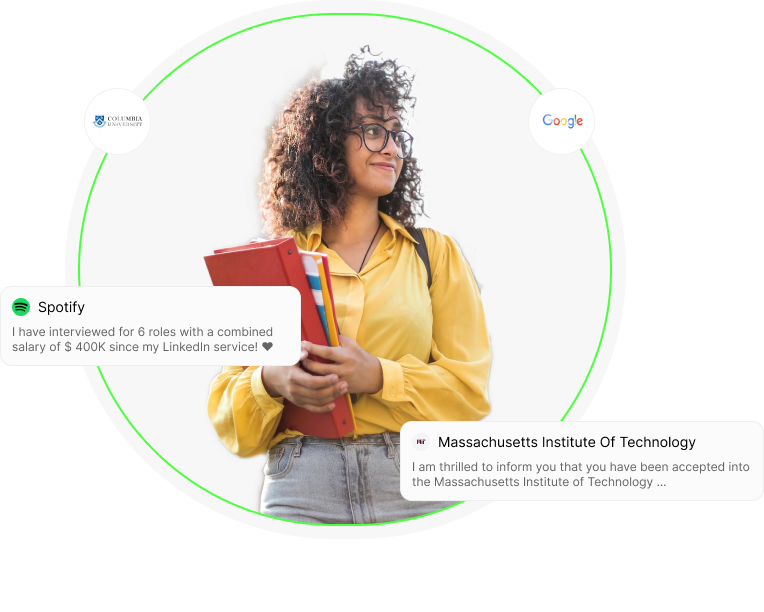 COLUMBIA
UNIVERSITY
Google
Spotify
I have interviewed for 6 roles with a combined
salary of $ 400K since my LinkedIn service! ❤
MIT
Massachusetts Institute Of Technology
I am thrilled to inform you that you have been accepted into
the Massachusetts Institute of Technology ...